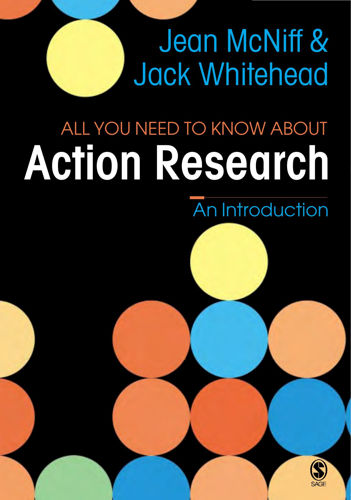 Jean McNiff &
Jack Whitehead
ALL YOU NEED TO KNOW ABOUT
Action Research
An Introduction
S
SAGE